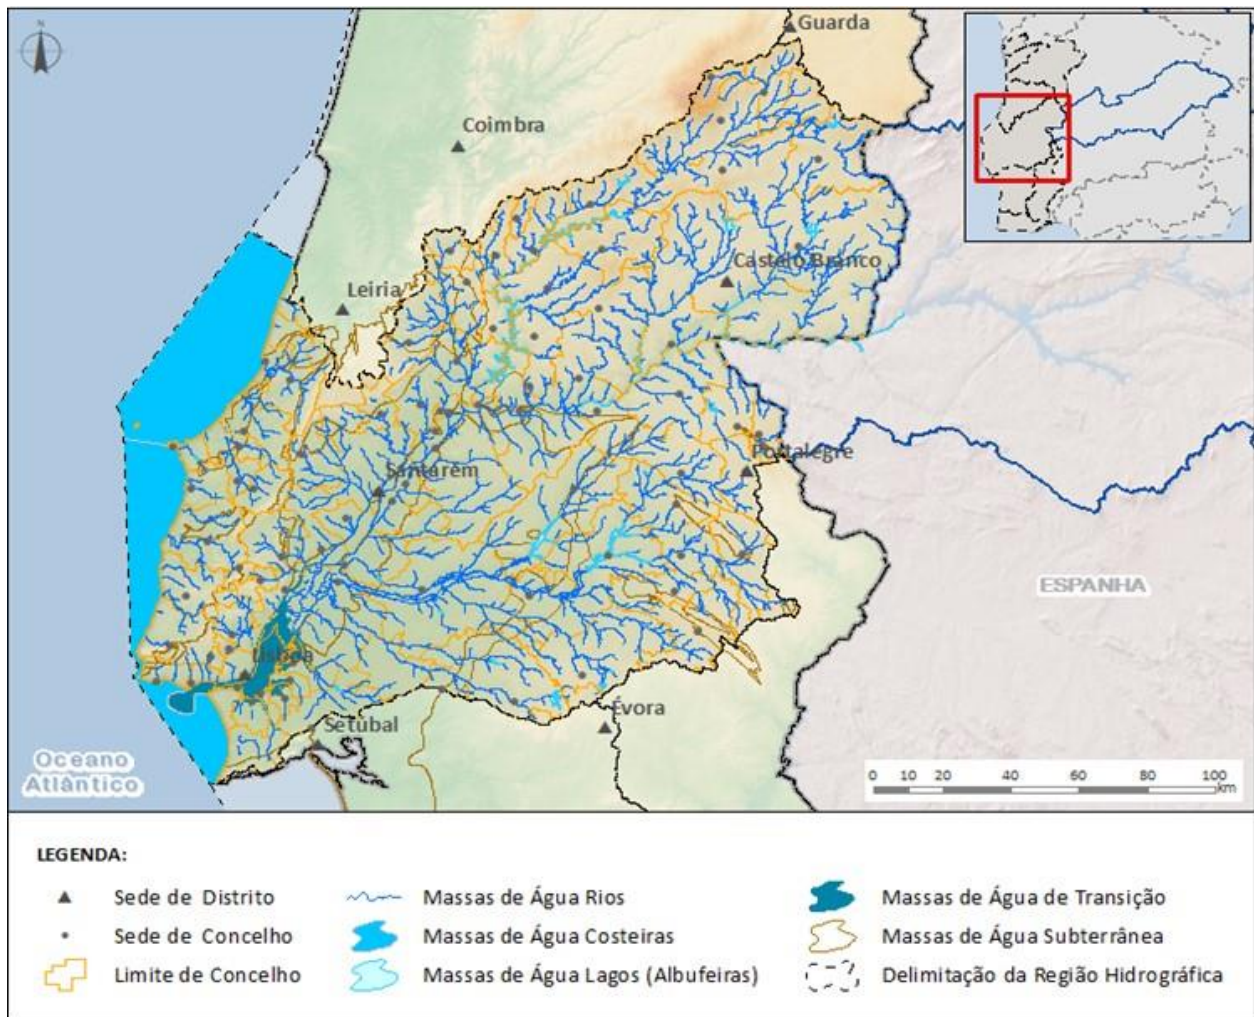 N
Guarda
Coimbra
Castelo Branco
Leiria
Santarém
Portalegre
ESPANHA
Lisboa
Évora
Setúbal
Oceano
Atlântico
0 10 20 40 60 80 100
km
LEGENDA:
Sede de Distrito
Massas de Água Rios
Massas de Água de Transição
Sede de Concelho
Massas de Água Costeiras
Massas de Água Subterrânea
Limite de Concelho
Massas de Água Lagos (Albufeiras)
Delimitação da Região Hidrográfica